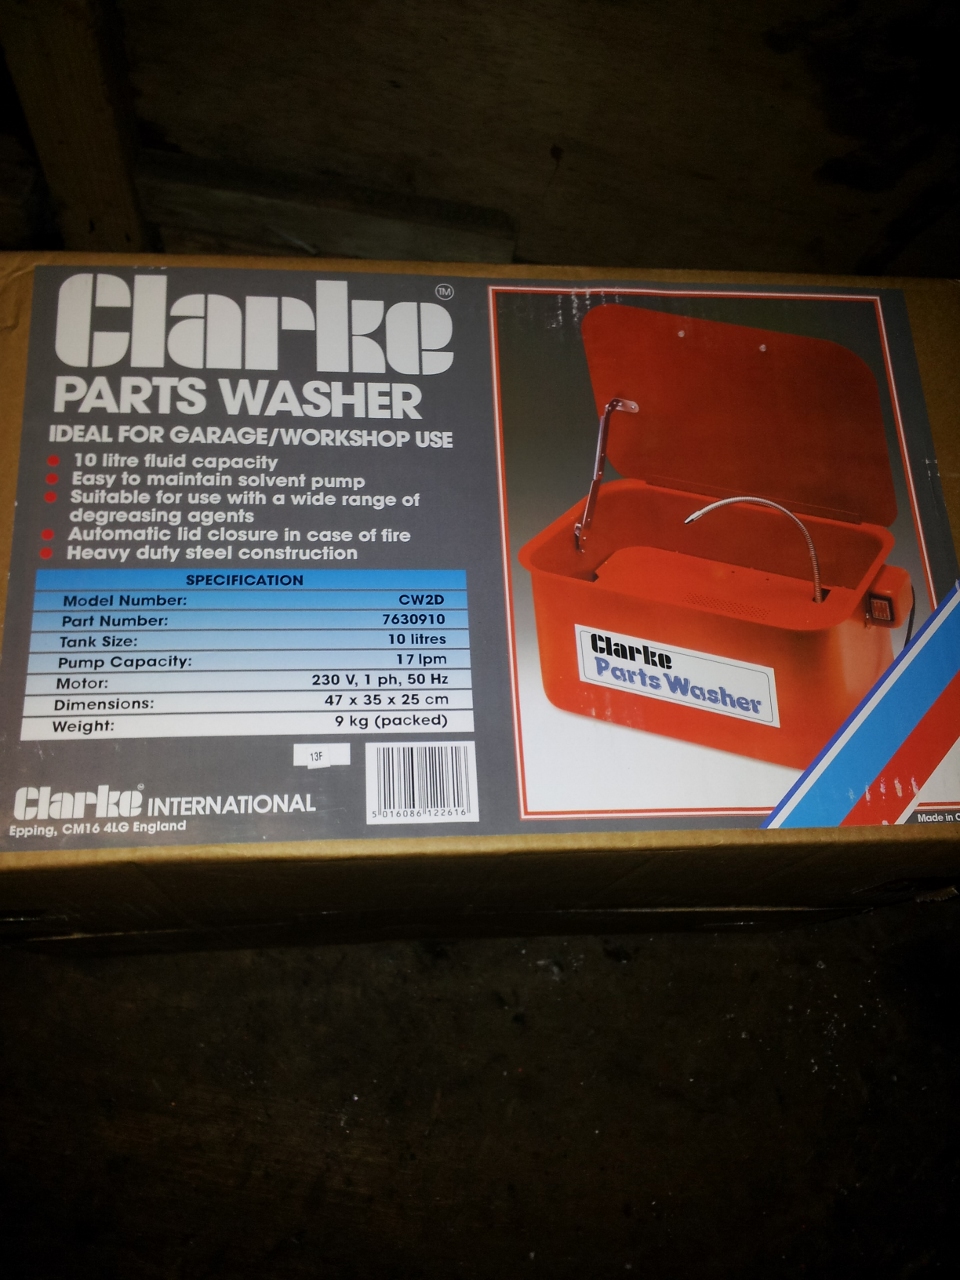 Clarke TM
PARTS WASHER
IDEAL FOR GARAGE/WORKSHOP USE
10 litre fluid capacity
Easy to maintain solvent pump
Suitable for use with a wide range of
degreasing agents
Automatic lid closure in case of fire
Heavy duty steel construction
SPECIFICATION
Model Number: CW2D
Part Number: 7630910
Tank Size: 10 litres
Pump Capacity: 17 lpm
Motor: 230 V, 1 ph, 50 Hz
Dimensions: 47 x 35 x 25 cm
Weight: 9 kg (packed)
13F
5 016086 122616
Clarke® INTERNATIONAL
Epping, CM16 4LG England
Clarke
Parts Washer
Made in